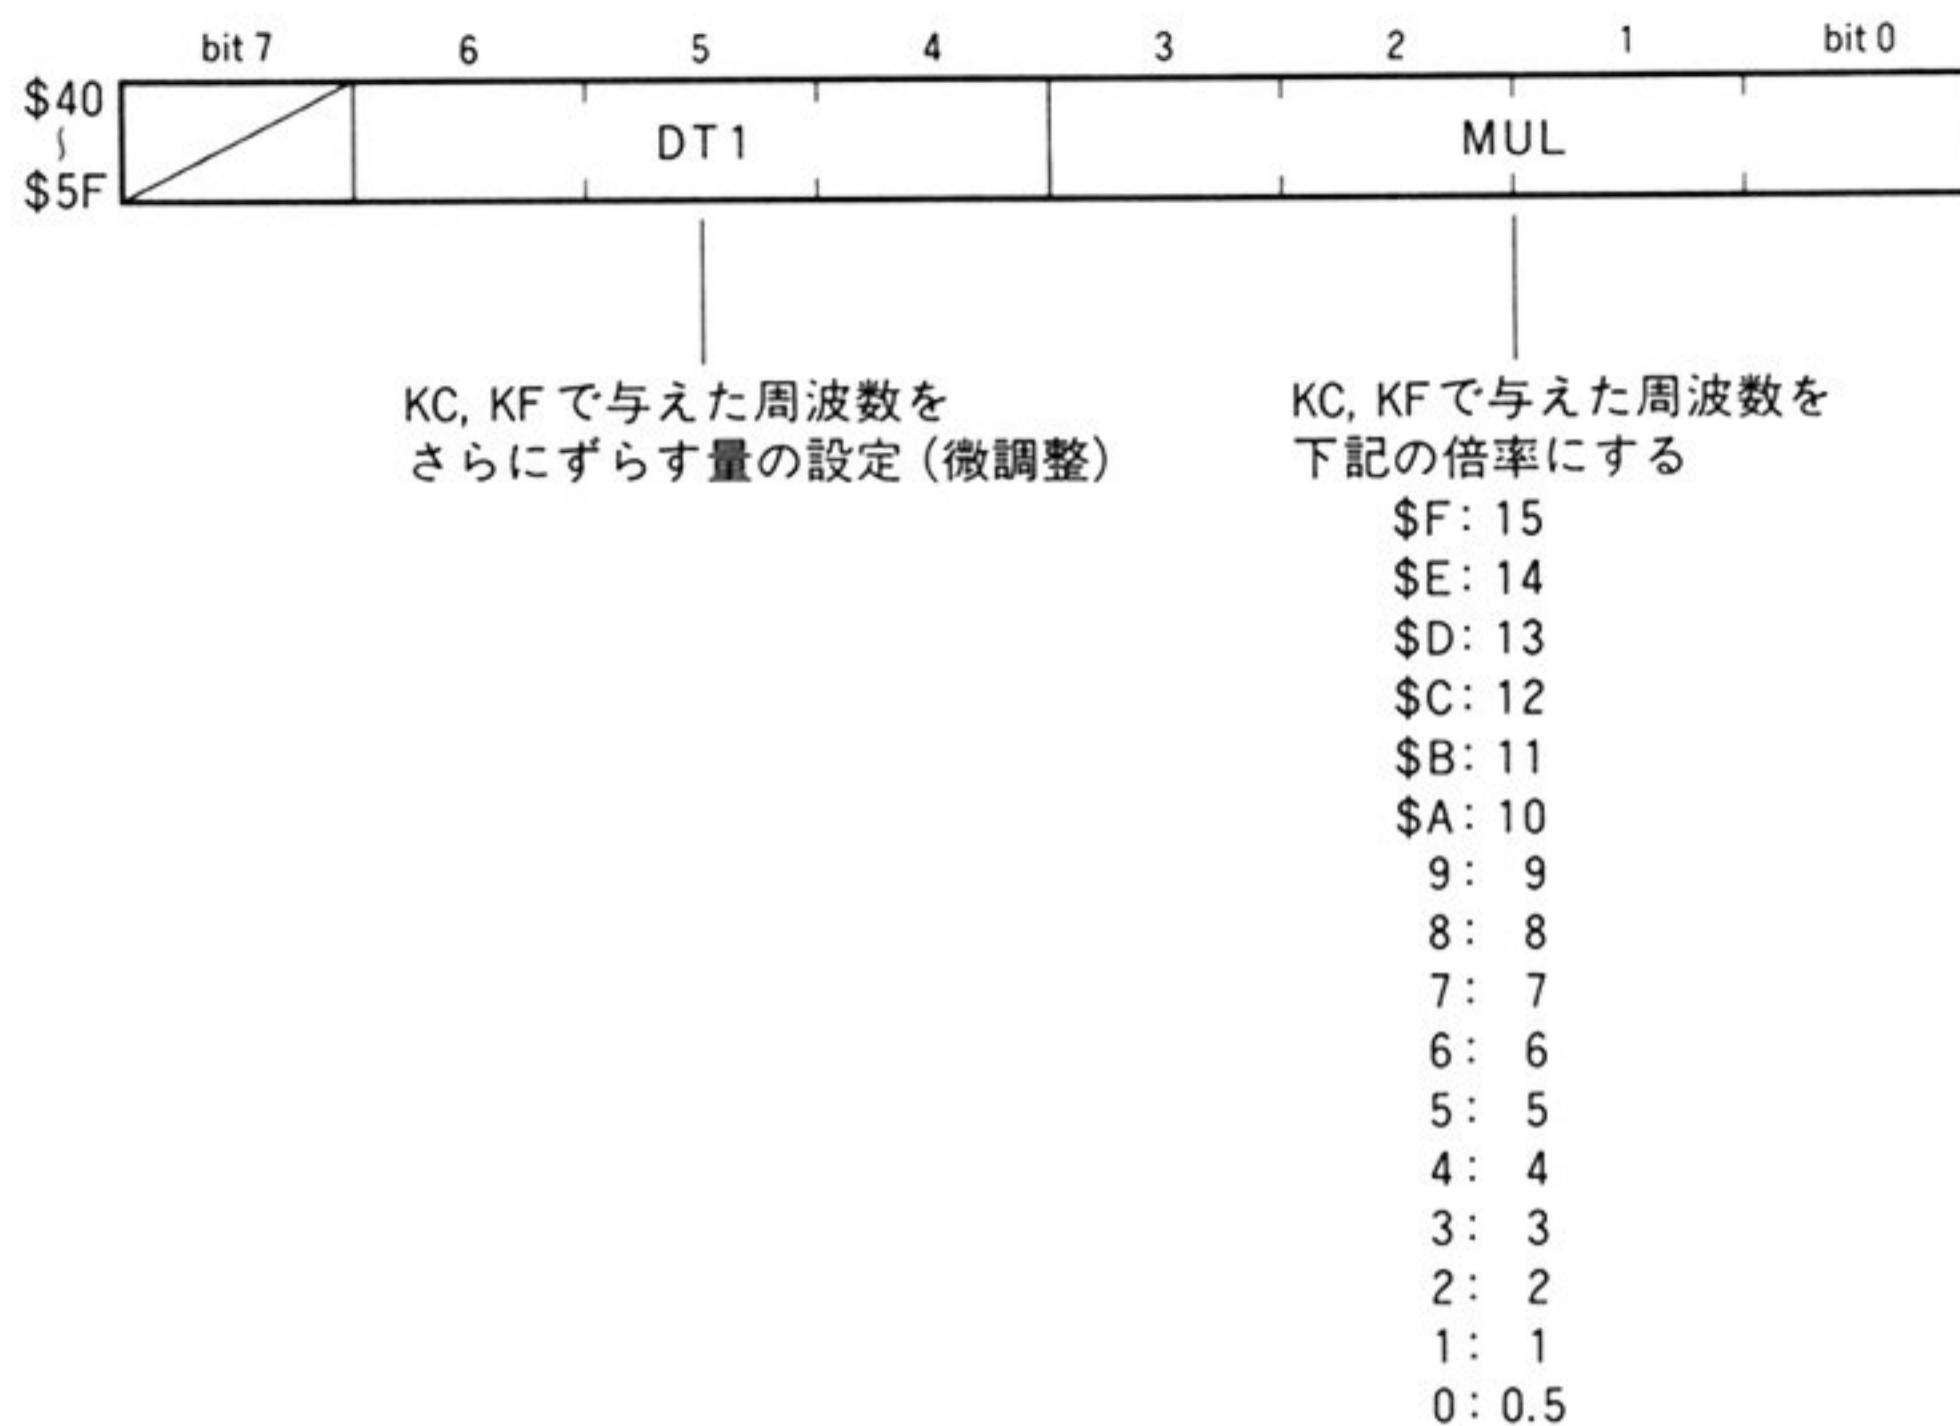 bit 7 6 5 4 3 2 1 bit 0
$40
〜
$5F
DT1 MUL
KC, KFで与えた周波数を
さらにずらす量の設定(微調整)
KC, KFで与えた周波数を
下記の倍率にする
$F: 15
$E: 14
$D: 13
$C: 12
$B: 11
$A: 10
9: 9
8: 8
7: 7
6: 6
5: 5
4: 4
3: 3
2: 2
1: 1
0: 0.5